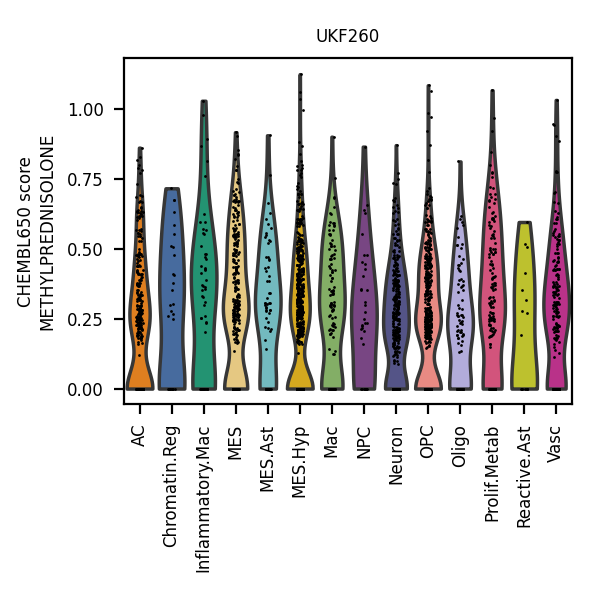 UKF260
CHEMBL650 score
METHYLPREDNISOLONE
1.00
0.75
0.50
0.25
0.00
AC
Chromatin.Reg
Inflammatory.Mac
MES
MES.Ast
MES.Hyp
Mac
NPC
Neuron
OPC
Oligo
Prolif.Metab
Reactive.Ast
Vasc